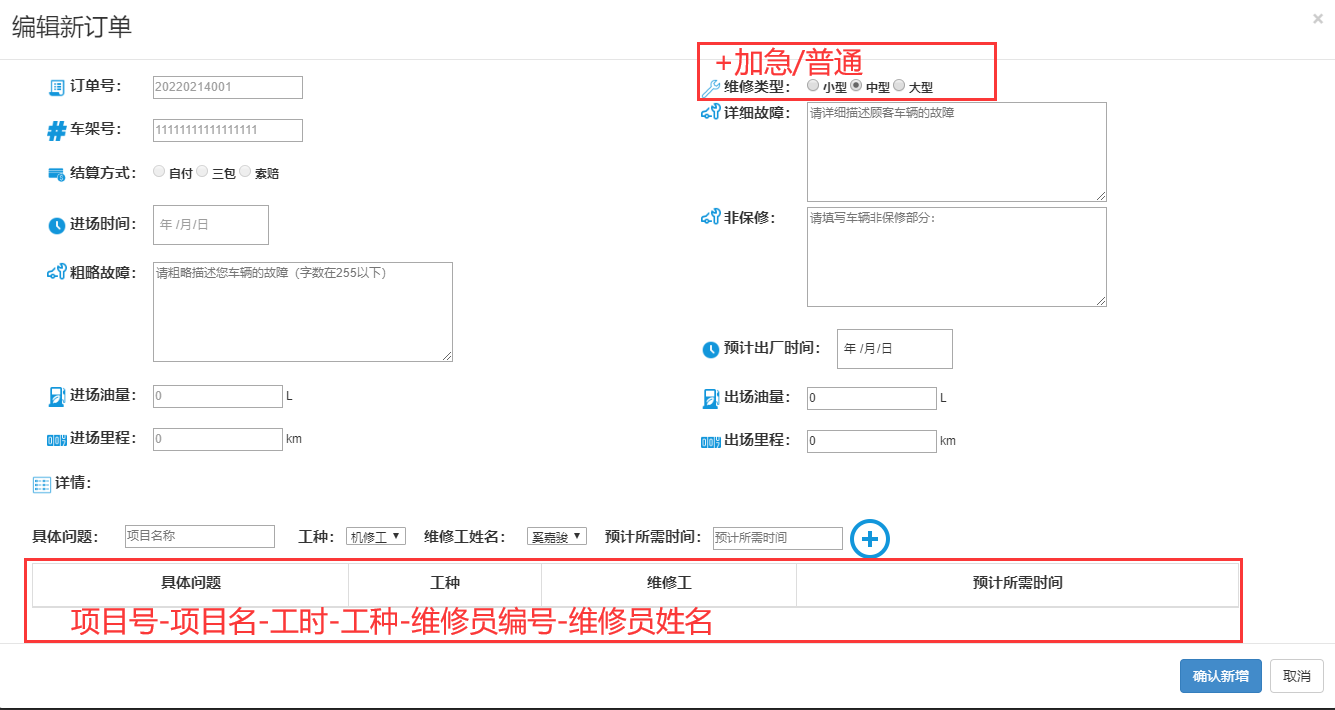 编辑新订单
×
订单号: 20220214001
车架号: 11111111111111111
结算方式: 自付 三包 索赔
进场时间: 年 /月/日
粗略故障: 请粗略描述您车辆的故障（字数在255以下）
进场油量: 0 L
进场里程: 0 km
+加急/普通
维修类型: 小型 中型 大型
详细故障: 请详细描述顾客车辆的故障
非保修: 请填写车辆非保修部分:
预计出厂时间: 年 /月/日
出场油量: 0 L
出场里程: 0 km
详情:
具体问题: 项目名称 工种: 机修工 维修工姓名: 奚嘉骏 预计所需时间: 预计所需时间
具体问题 工种 维修工 预计所需时间
项目号-项目名-工时-工种-维修员编号-维修员姓名
确认新增 取消